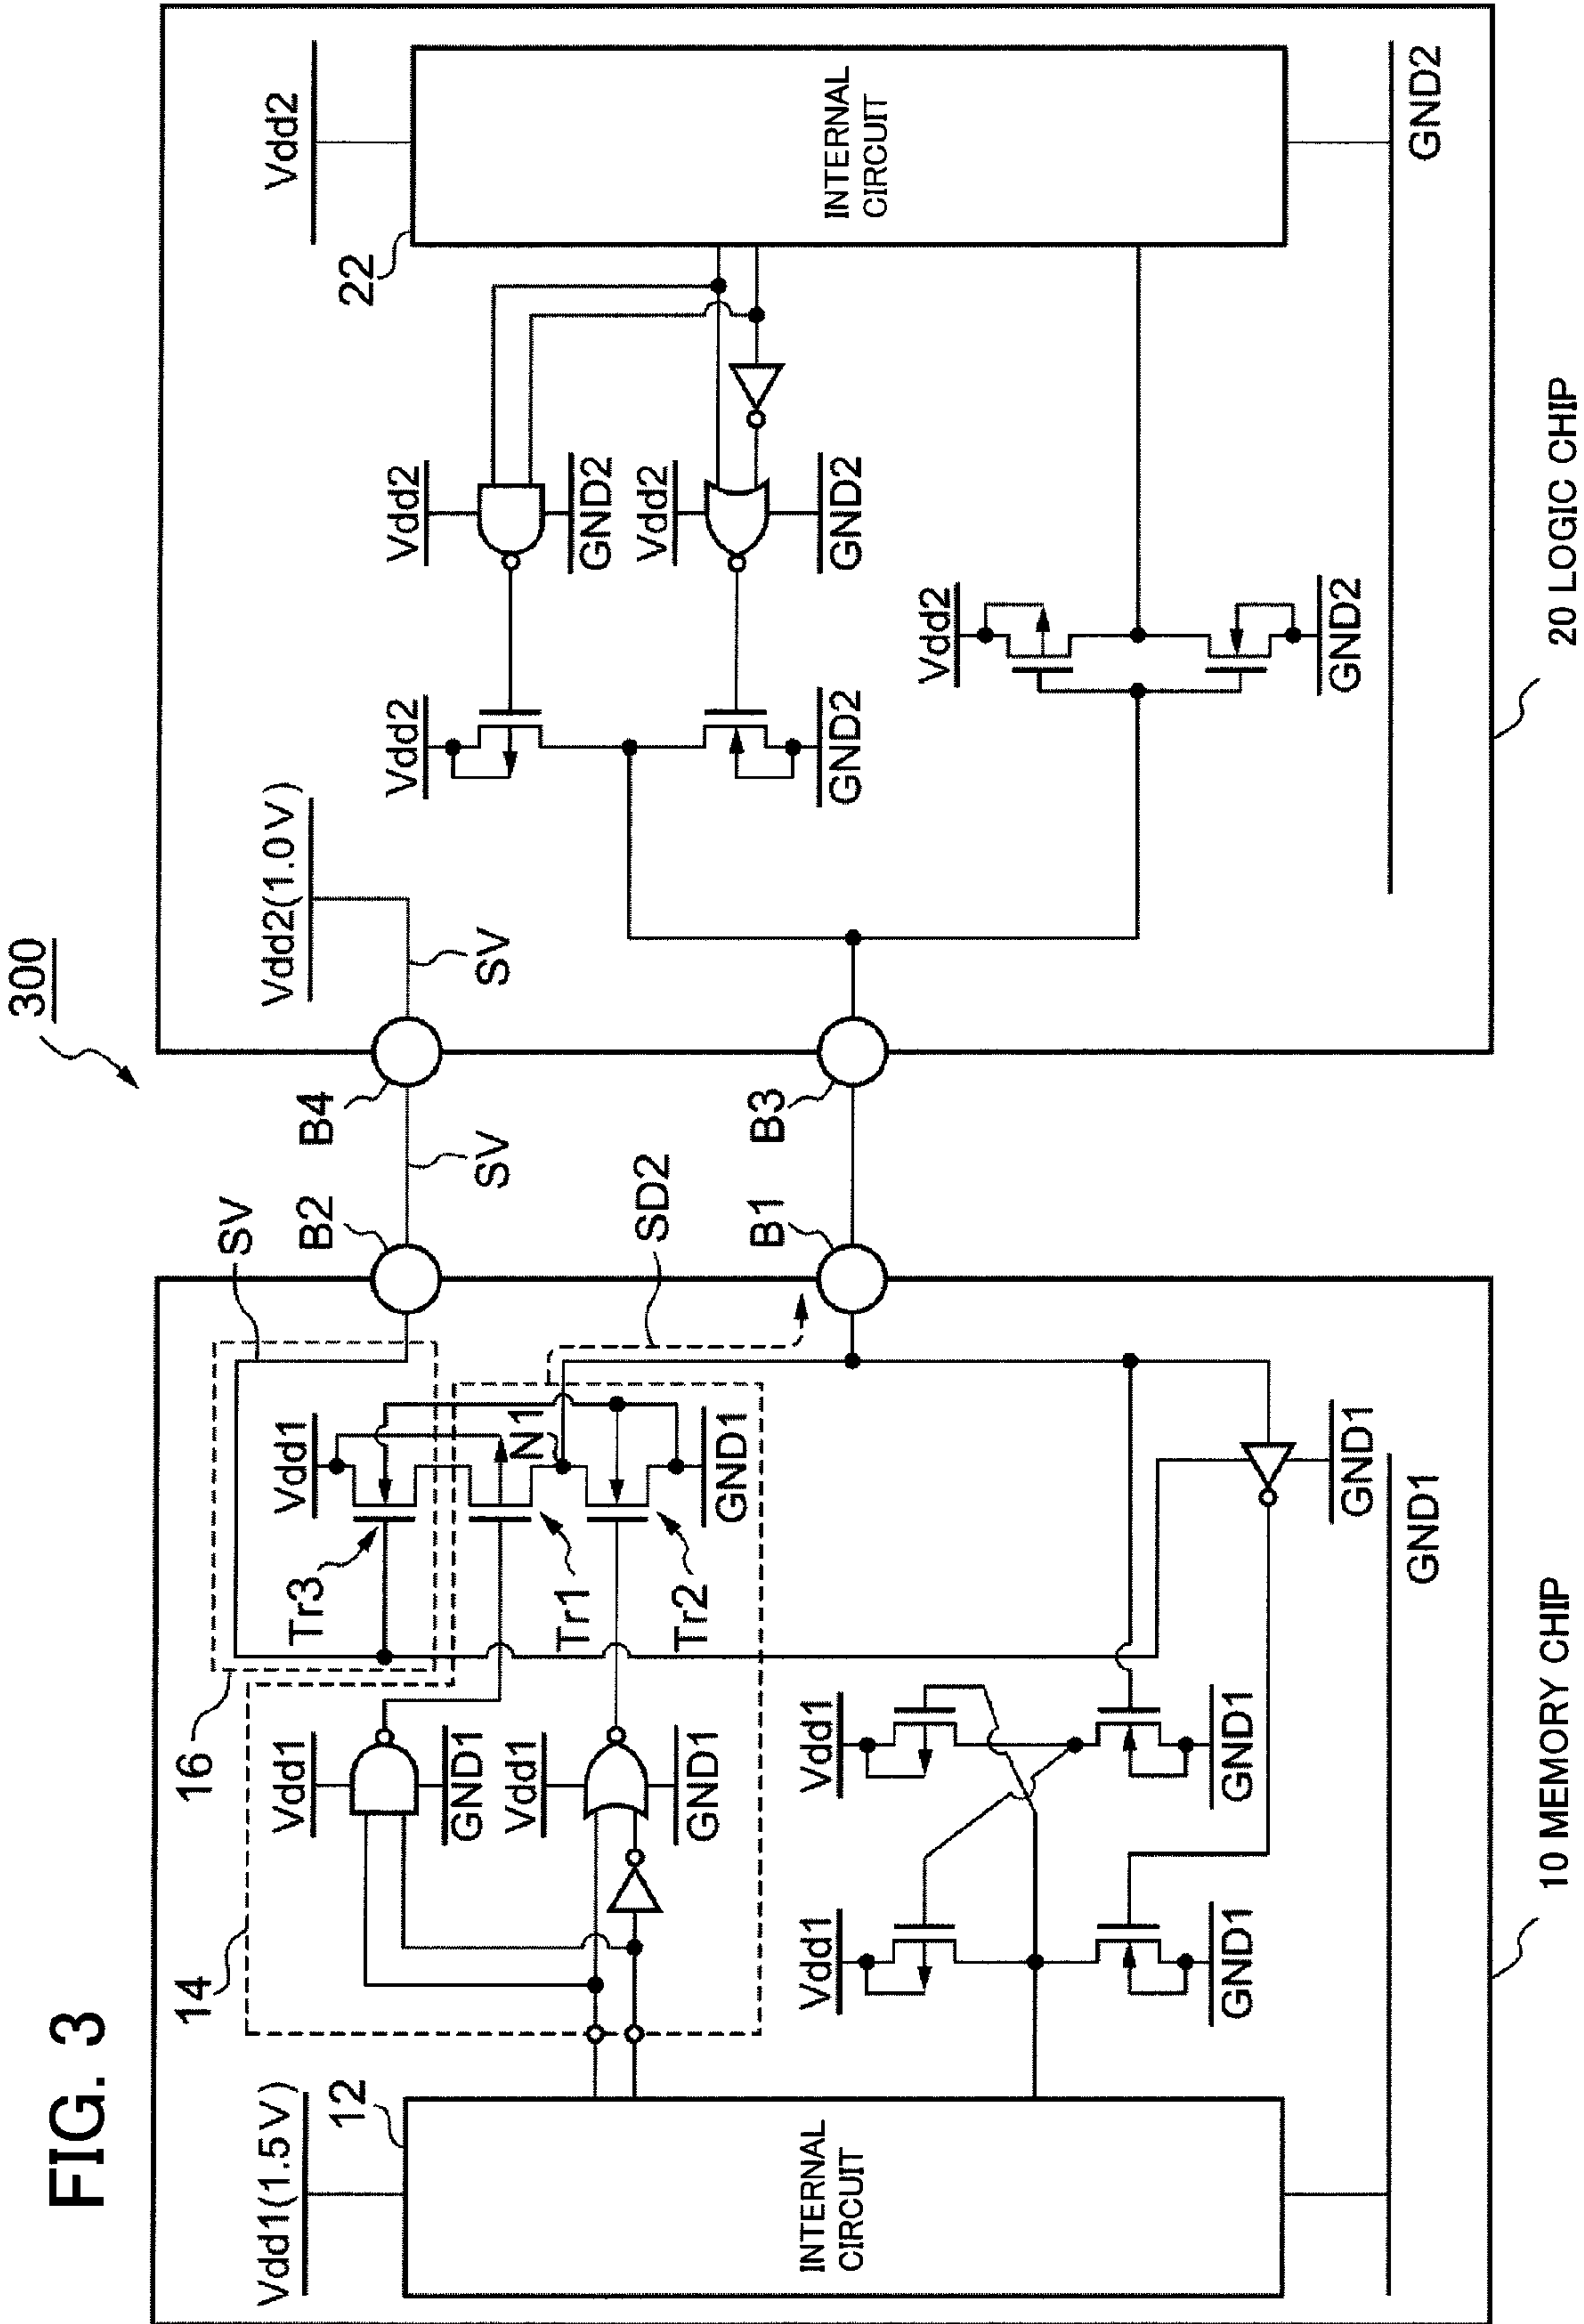 FIG. 3
300
Vdd1(1.5V)
12
INTERNAL
CIRCUIT
14
16
Vdd1
GND1
Vdd1
GND1
Tr3
Tr1
Tr2
Vdd1
N1
GND1
SV
B2
SD2
B1
Vdd1
GND1
Vdd1
GND1
GND1
GND1
10 MEMORY CHIP
SV
B4
B3
Vdd2(1.0V)
SV
Vdd2
GND2
Vdd2
GND2
Vdd2
GND2
Vdd2
GND2
22
Vdd2
INTERNAL
CIRCUIT
GND2
20 LOGIC CHIP